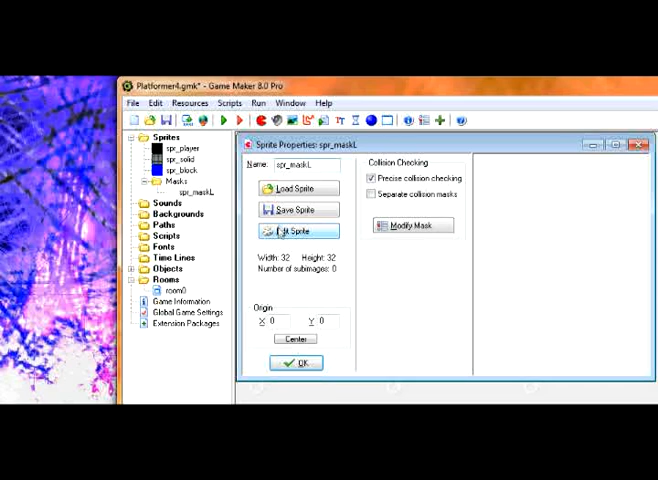 Platformer4.gmk* - Game Maker 8.0 Pro
File Edit Resources Scripts Run Window Help
Sprites
spr_player
spr_solid
spr_block
Masks
spr_maskL
Sounds
Backgrounds
Paths
Scripts
Fonts
Time Lines
Objects
Rooms
room0
Game Information
Global Game Settings
Extension Packages
Sprite Properties: spr_maskL
Name: spr_maskL
Load Sprite
Save Sprite
Edit Sprite
Width: 32 Height: 32
Number of subimages: 0
Origin
X 0 Y 0
Center
OK
Collision Checking
Precise collision checking
Separate collision masks
Modify Mask